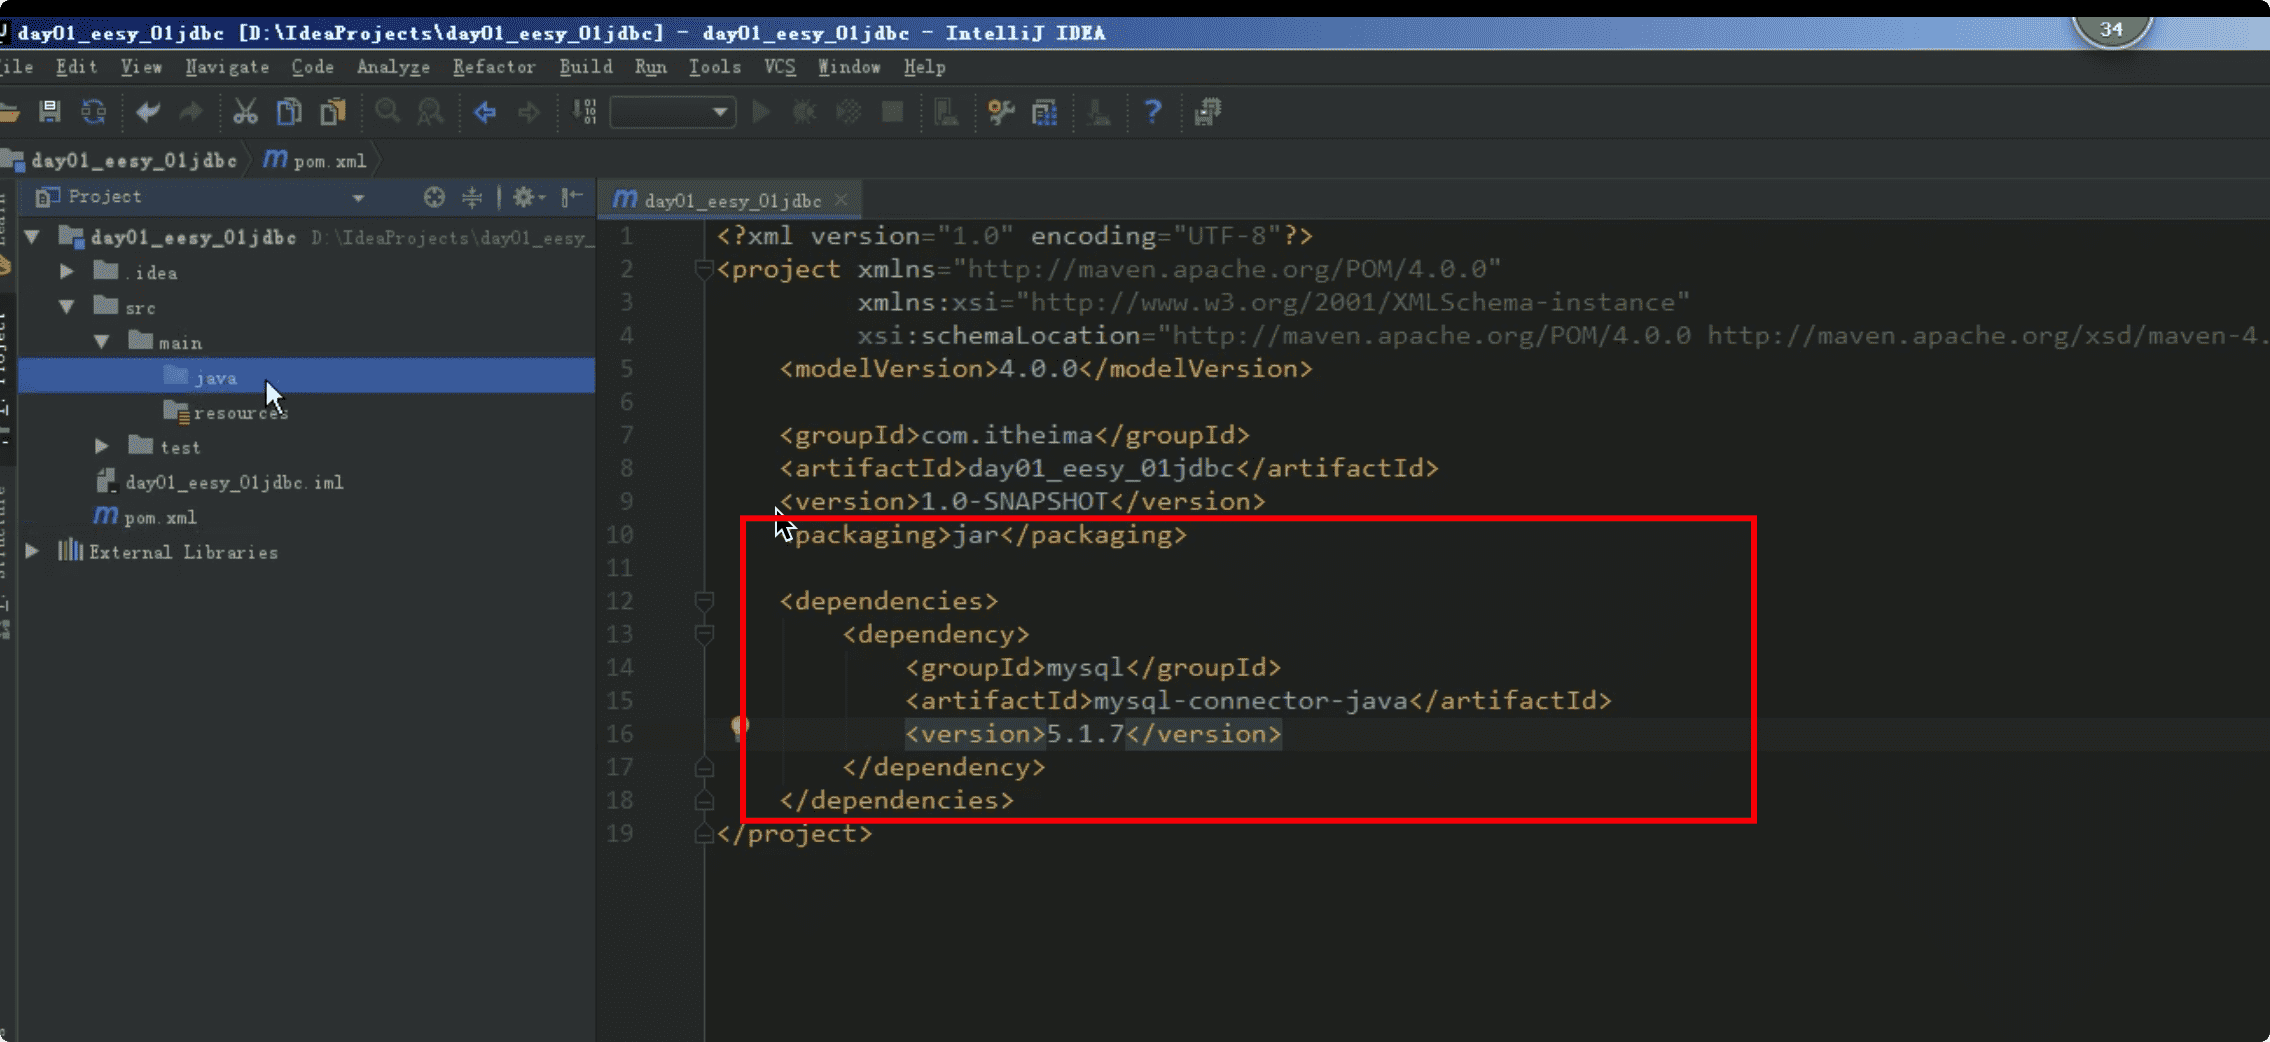 day01_eesy_01jdbc [D:\IdeaProjects\day01_eesy_01jdbc] - day01_eesy_01jdbc - IntelliJ IDEA
34
ile Edit View Navigate Code Analyze Refactor Build Run Tools VCS Window Help
day01_eesy_01jdbc pom.xml
Project
day01_eesy_01jdbc D:\IdeaProjects\day01_eesy_
.idea
src
main
java
resources
test
day01_eesy_01jdbc.iml
pom.xml
External Libraries
day01_eesy_01jdbc
1 <?xml version="1.0" encoding="UTF-8"?>
2 <project xmlns="http://maven.apache.org/POM/4.0.0"
3 xmlns:xsi="http://www.w3.org/2001/XMLSchema-instance"
4 xsi:schemaLocation="http://maven.apache.org/POM/4.0.0 http://maven.apache.org/xsd/maven-4.
5 <modelVersion>4.0.0</modelVersion>
6
7 <groupId>com.itheima</groupId>
8 <artifactId>day01_eesy_01jdbc</artifactId>
9 <version>1.0-SNAPSHOT</version>
10 <packaging>jar</packaging>
11
12 <dependencies>
13 <dependency>
14 <groupId>mysql</groupId>
15 <artifactId>mysql-connector-java</artifactId>
16 <version>5.1.7</version>
17 </dependency>
18 </dependencies>
19 </project>